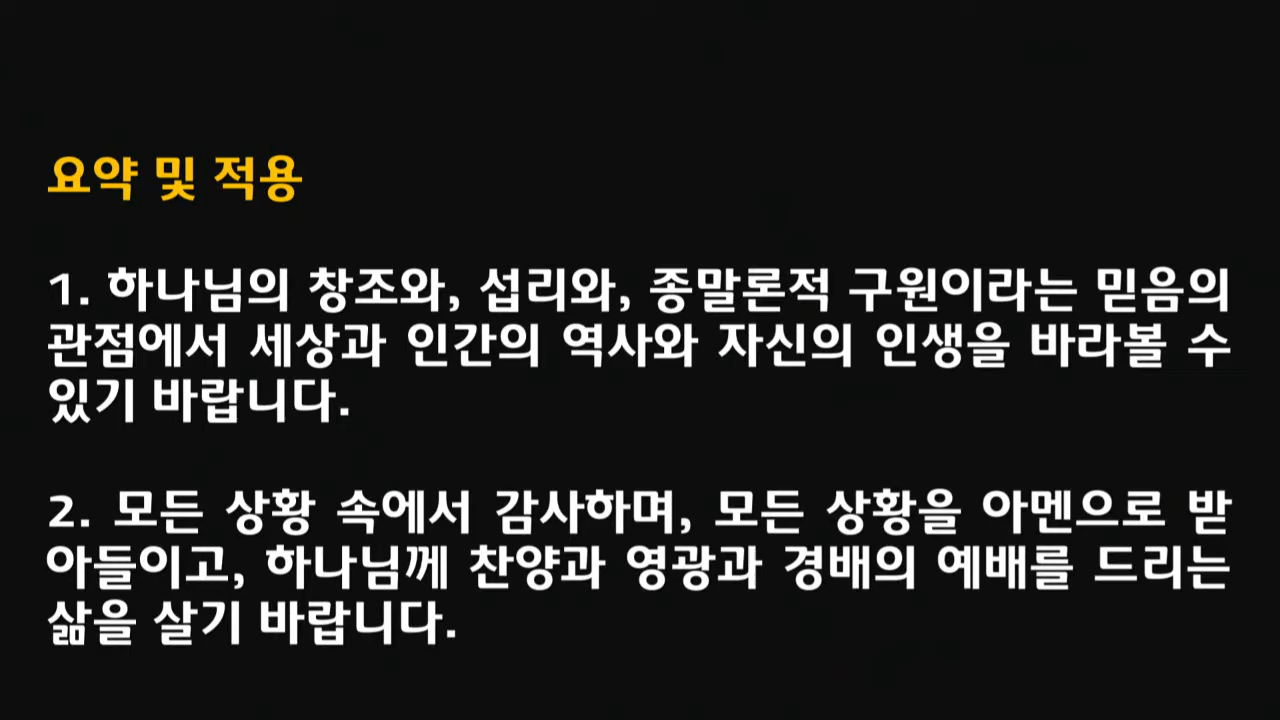 요약 및 적용
1. 하나님의 창조와, 섭리와, 종말론적 구원이라는 믿음의
관점에서 세상과 인간의 역사와 자신의 인생을 바라볼 수
있기 바랍니다.
2. 모든 상황 속에서 감사하며, 모든 상황을 아멘으로 받
아들이고, 하나님께 찬양과 영광과 경배의 예배를 드리는
삶을 살기 바랍니다.